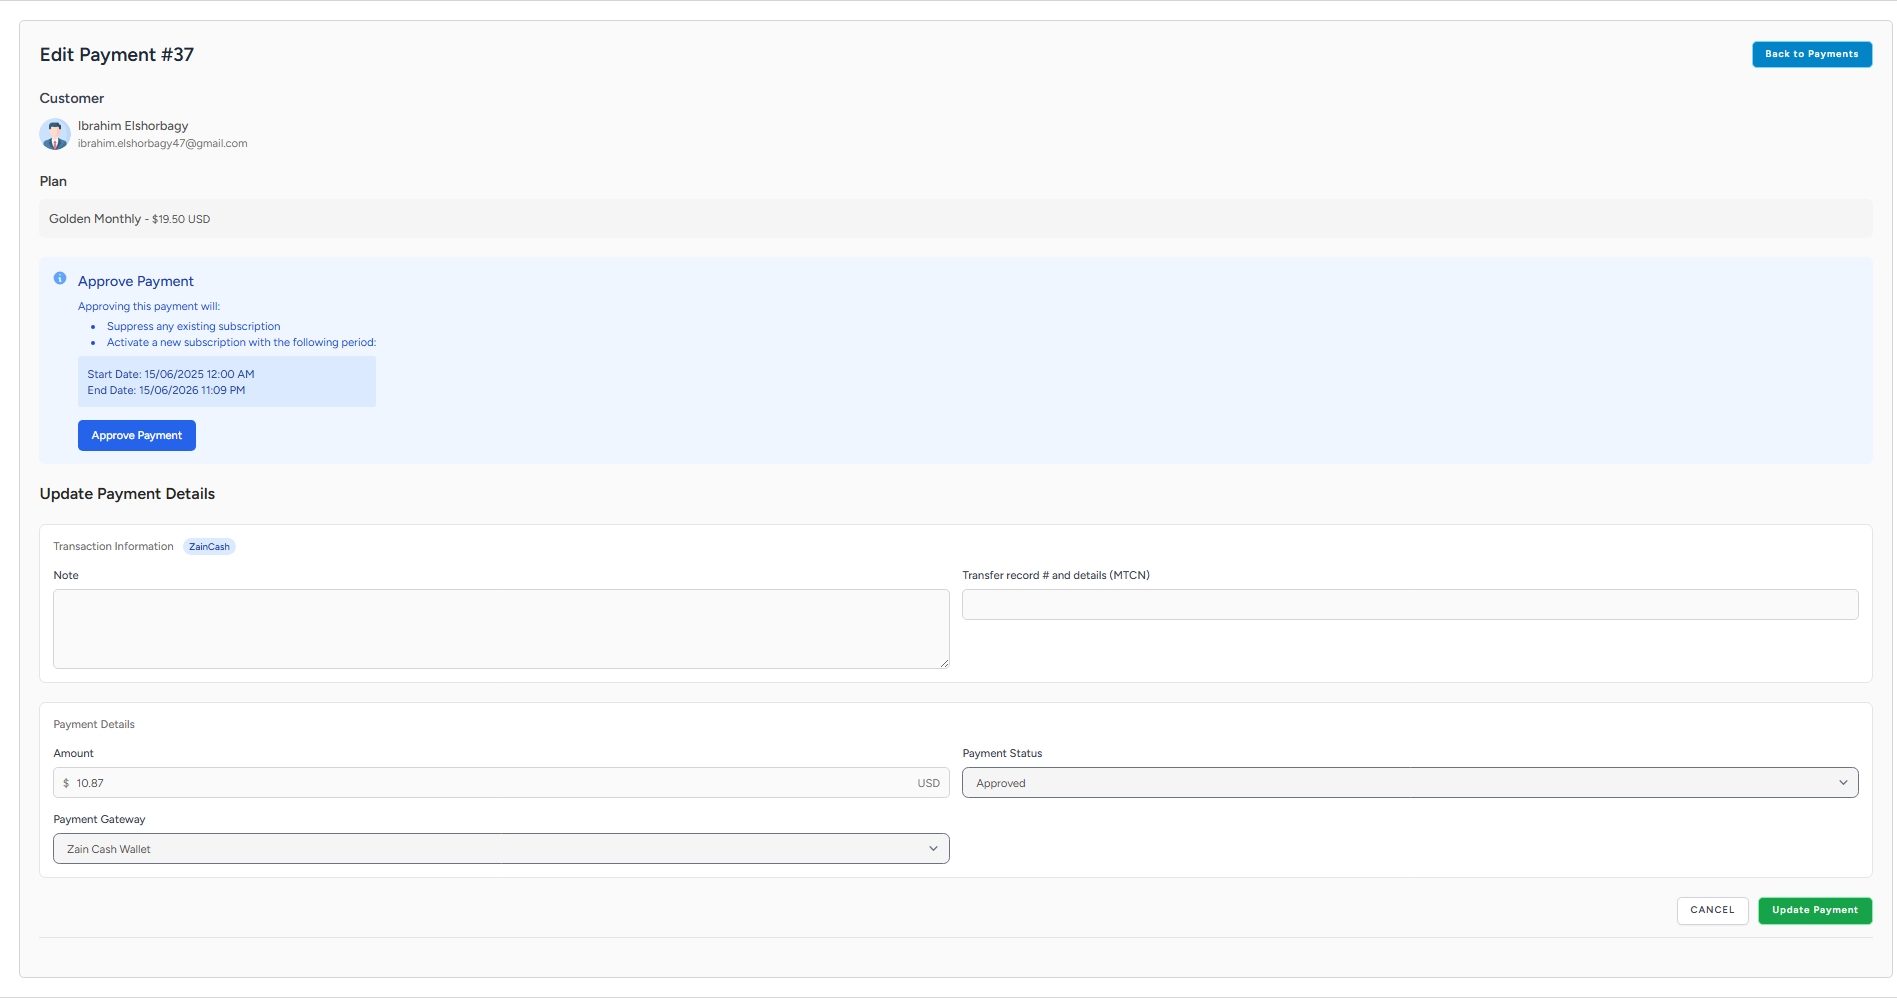 Edit Payment #37
Back to Payments
Customer
Ibrahim Elshorbagy
ibrahim.elshorbagy47@gmail.com
Plan
Golden Monthly - $19.50 USD
Approve Payment
Approving this payment will:
Suppress any existing subscription
Activate a new subscription with the following period:
Start Date: 15/06/2025 12:00 AM
End Date: 15/06/2026 11:09 PM
Approve Payment
Update Payment Details
Transaction Information ZainCash
Note
Transfer record # and details (MTCN)
Payment Details
Amount
Payment Status
$ 10.87 USD
Approved
Payment Gateway
Zain Cash Wallet
CANCEL
Update Payment